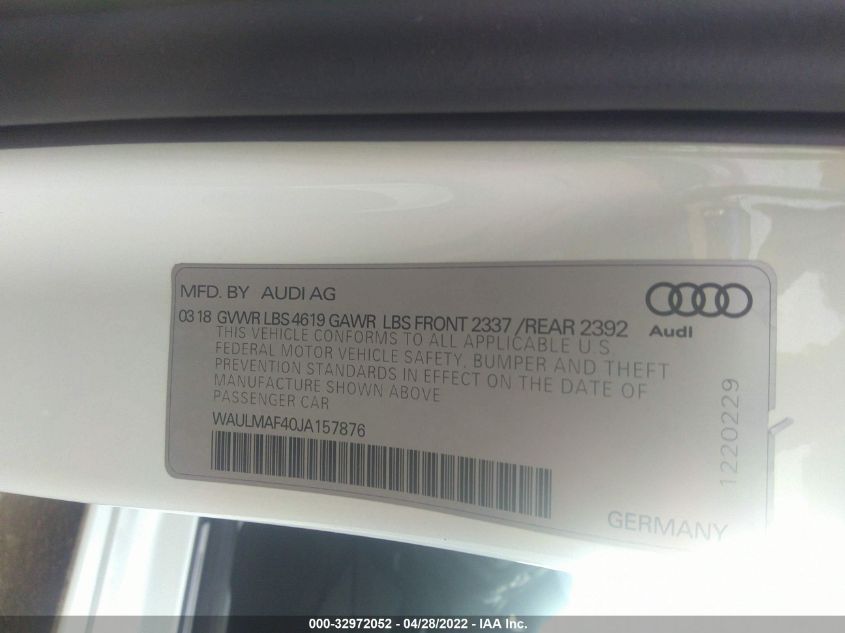 MFD. BY AUDI AG
Audi
03 18 GVWR LBS 4619 GAWR LBS FRONT 2337 /REAR 2392
THIS VEHICLE CONFORMS TO ALL APPLICABLE U.S
FEDERAL MOTOR VEHICLE SAFETY, BUMPER AND THEFT
PREVENTION STANDARDS IN EFFECT ON THE DATE OF
MANUFACTURE SHOWN ABOVE
PASSENGER CAR
WAULMAF40JA157876
1220229
GERMANY
000-32972052 - 04/28/2022 - IAA Inc.